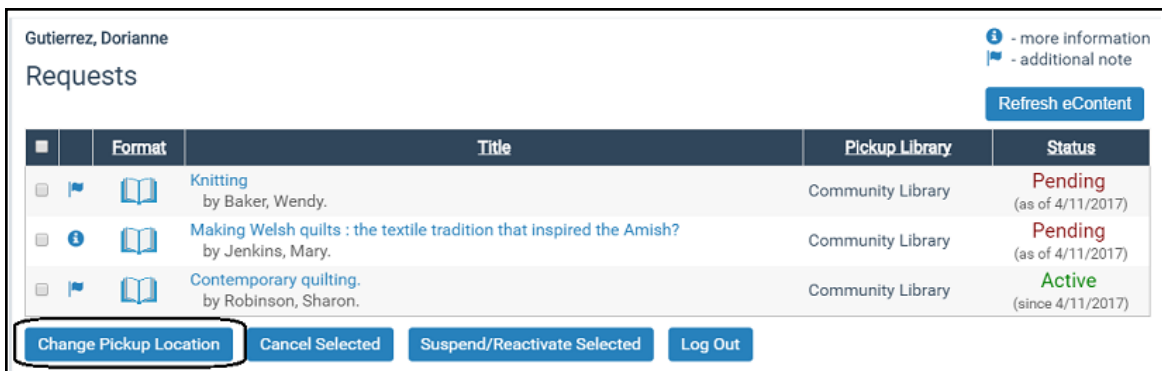 Gutierrez, Dorianne
- more information
- additional note
Requests
Refresh eContent
Format Title Pickup Library Status
Knitting
by Baker, Wendy.
Community Library
Pending
(as of 4/11/2017)
Making Welsh quilts : the textile tradition that inspired the Amish?
by Jenkins, Mary.
Community Library
Pending
(as of 4/11/2017)
Contemporary quilting.
by Robinson, Sharon.
Community Library
Active
(since 4/11/2017)
Change Pickup Location Cancel Selected Suspend/Reactivate Selected Log Out